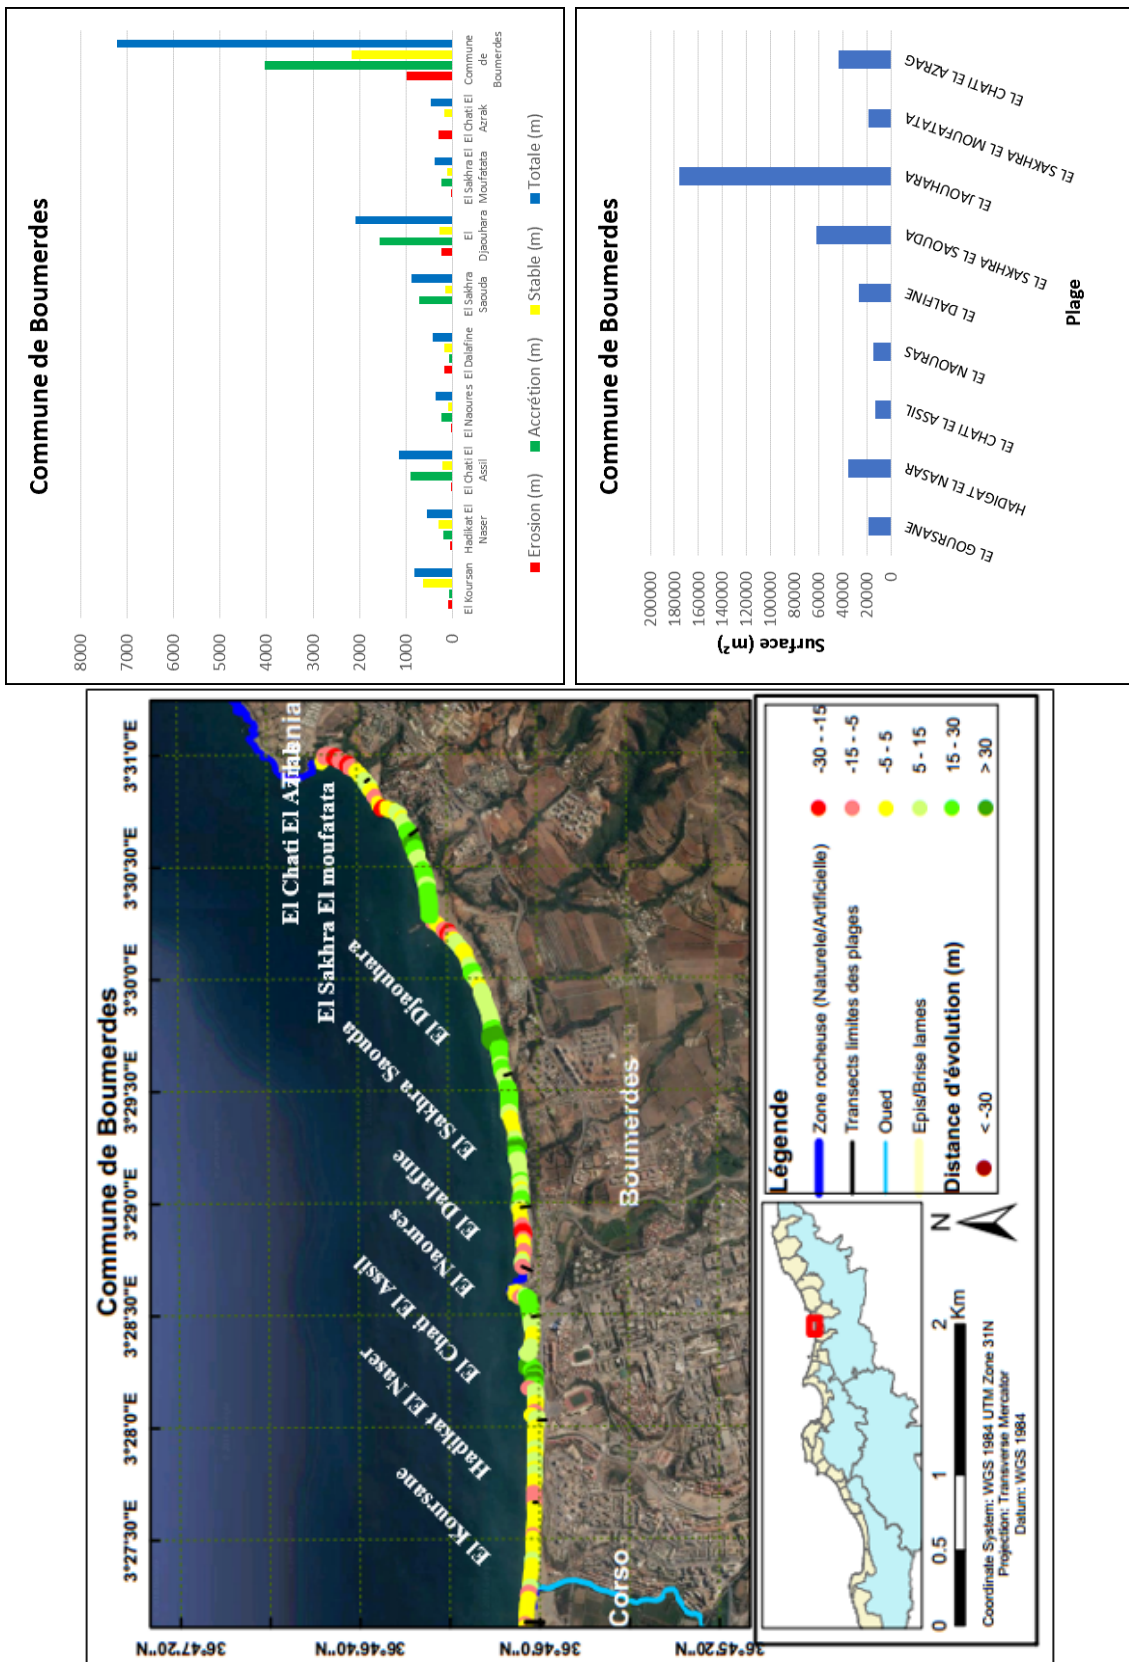 Commune de Boumerdes
8000
7000
6000
5000
4000
3000
2000
1000
0
El Koursan
Hadikat El
Naser
El Chati El
Assil
El Naoures
El Dalafine
El Sakhra
Saouda
El
Djaouhara
El Sakhra El
Moufatata
El Chati El
Azrak
Commune
de
Boumerdes
Erosion (m)
Accrétion (m)
Stable (m)
Totale (m)
Commune de Boumerdes
Surface (m²)
200000
180000
160000
140000
120000
100000
80000
60000
40000
20000
0
EL GOURSANE
HADIGAT EL NASAR
EL CHATI EL ASSIL
EL NAOURAS
EL DALFINE
EL SAKHRA EL SAOUDA
EL JAOUHARA
EL SAKHRA EL MOUFATATA
EL CHATI EL AZRAG
Plage
Commune de Boumerdes
3°27'30"E
3°28'0"E
3°28'30"E
3°29'0"E
3°29'30"E
3°30'0"E
3°30'30"E
3°31'0"E
36°47'20"N
36°46'40"N
36°46'0"N
36°45'20"N
El Koursane
Hadikat El Naser
El Chati El Assil
El Naoures
El Dalafine
El Sakhra Saouda
El Djaouhara
El Sakhra El moufatata
El Chati El
Corso
Boumerdes
N
0
0.5
1
2
Km
Coordinate System: WGS 1984 UTM Zone 31N
Projection: Transverse Mercator
Datum: WGS 1984
Légende
Zone rocheuse (Naturele/Artificielle)
Transects limites des plages
Oued
Epis/Brise lames
Distance d'évolution (m)
< -30
-30 - -15
-15 - -5
-5 - 5
5 - 15
15 - 30
> 30